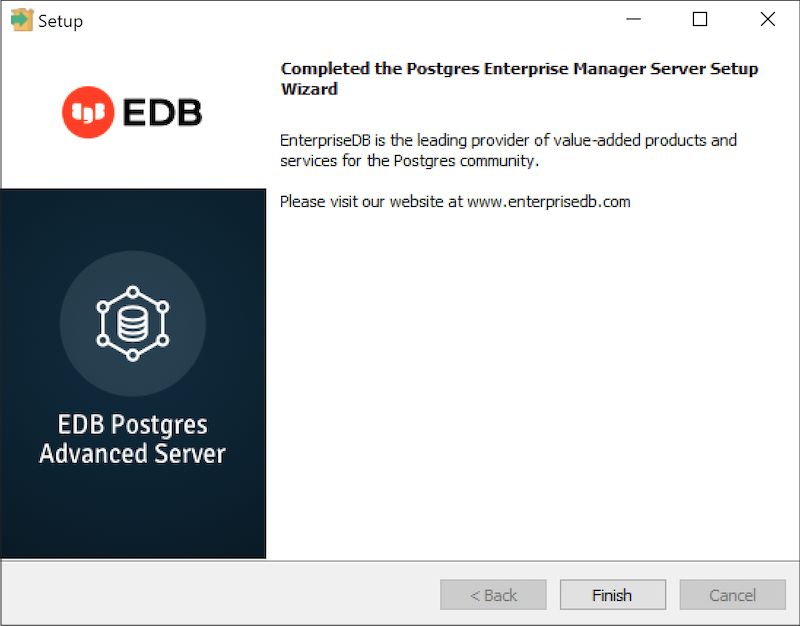 Setup
EDB
Completed the Postgres Enterprise Manager Server Setup
Wizard
EnterpriseDB is the leading provider of value-added products and
services for the Postgres community.
Please visit our website at www.enterprisedb.com
EDB Postgres
Advanced Server
< Back
Finish
Cancel